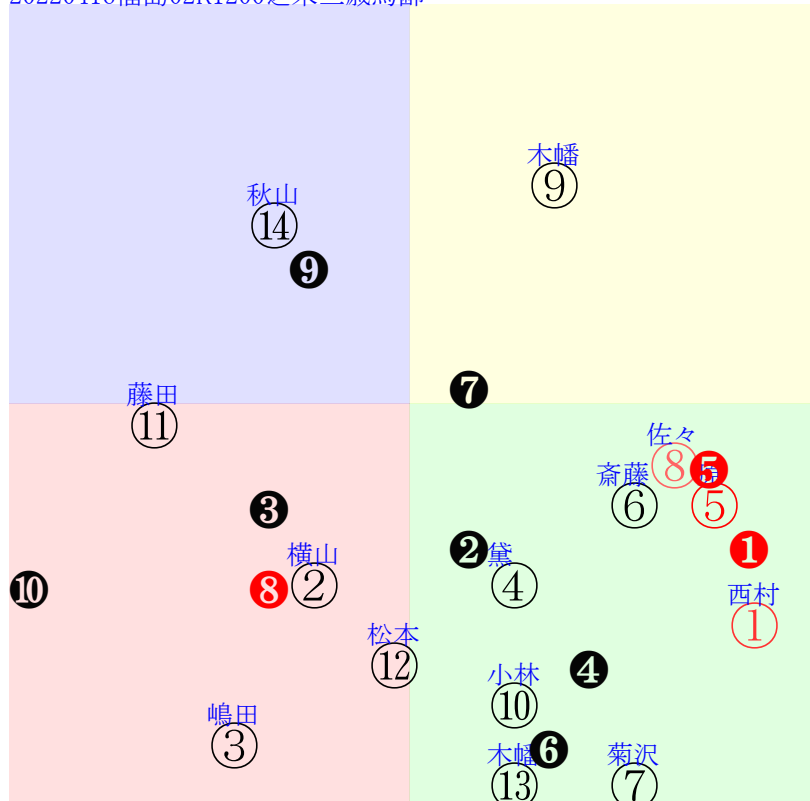 木幡
⑨
秋山
⑭
❾
藤田
⑪
❼
佐々
⑧
❺
斎藤
⑥
⑤
❸
横山
②
❽
❿
❷
黛
④
❶
西村
①
松本
⑫
小林
⑩
❹
嶋田
③
木幡
⑬
❻
菊沢
⑦